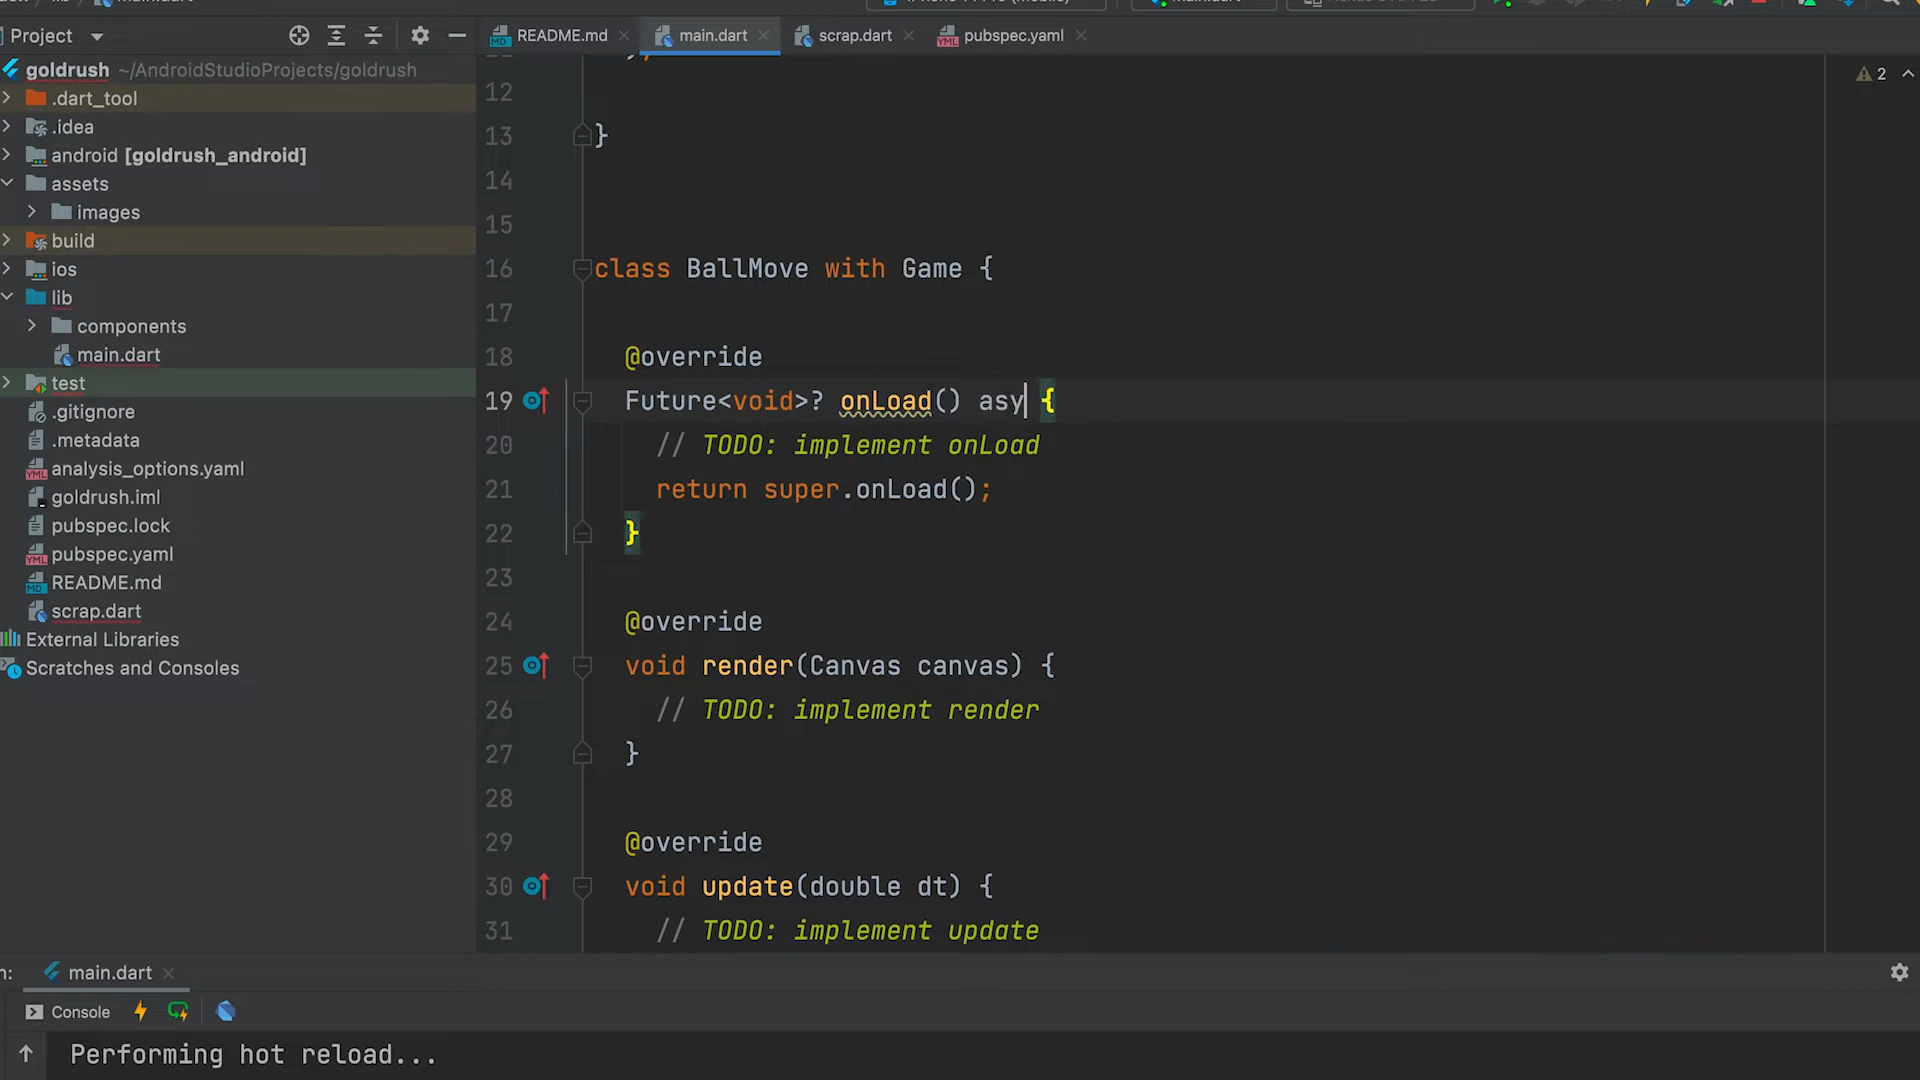 Project
README.md
main.dart
scrap.dart
pubspec.yaml
goldrush ~/AndroidStudioProjects/goldrush
.dart_tool
.idea
android [goldrush_android]
assets
images
build
ios
lib
components
main.dart
test
.gitignore
.metadata
analysis_options.yaml
goldrush.iml
pubspec.lock
pubspec.yaml
README.md
scrap.dart
External Libraries
Scratches and Consoles
2
12
13 }
14
15
16 class BallMove with Game {
17
18 @override
19 Future<void>? onLoad() asy {
20 // TODO: implement onLoad
21 return super.onLoad();
22 }
23
24 @override
25 void render(Canvas canvas) {
26 // TODO: implement render
27 }
28
29 @override
30 void update(double dt) {
31 // TODO: implement update
main.dart
Console
Performing hot reload...